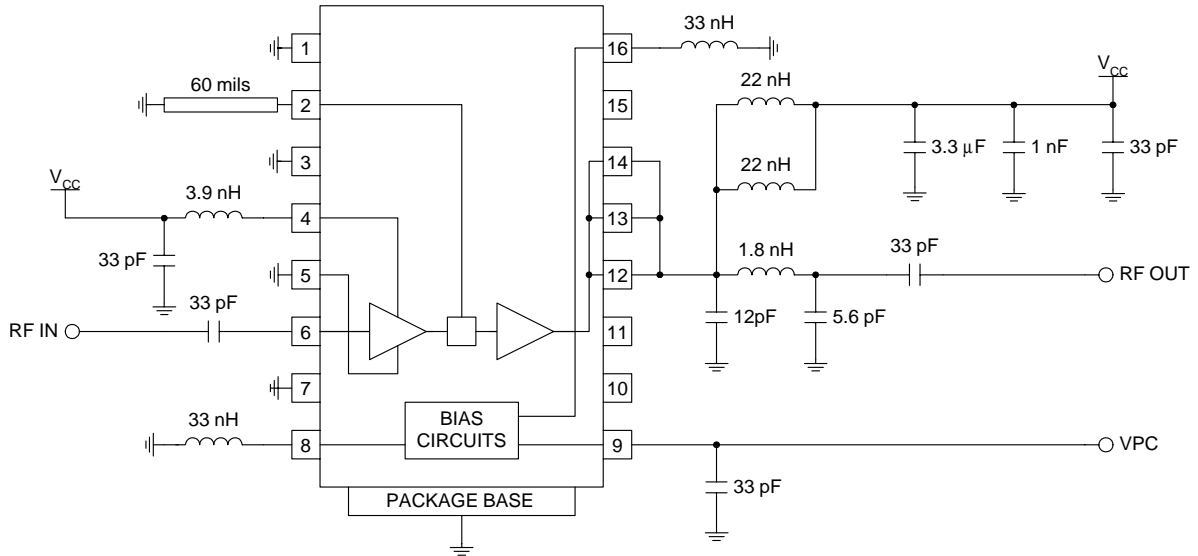 33 nH
1
16
60 mils
2
15
22 nH
V_CC
3
14
3.3 μF
1 nF
33 pF
22 nH
V_CC
3.9 nH
4
13
33 pF
5
12
1.8 nH
33 pF
RF OUT
33 pF
RF IN
6
11
12pF
5.6 pF
7
10
33 nH
8
BIAS
CIRCUITS
9
VPC
33 pF
PACKAGE BASE